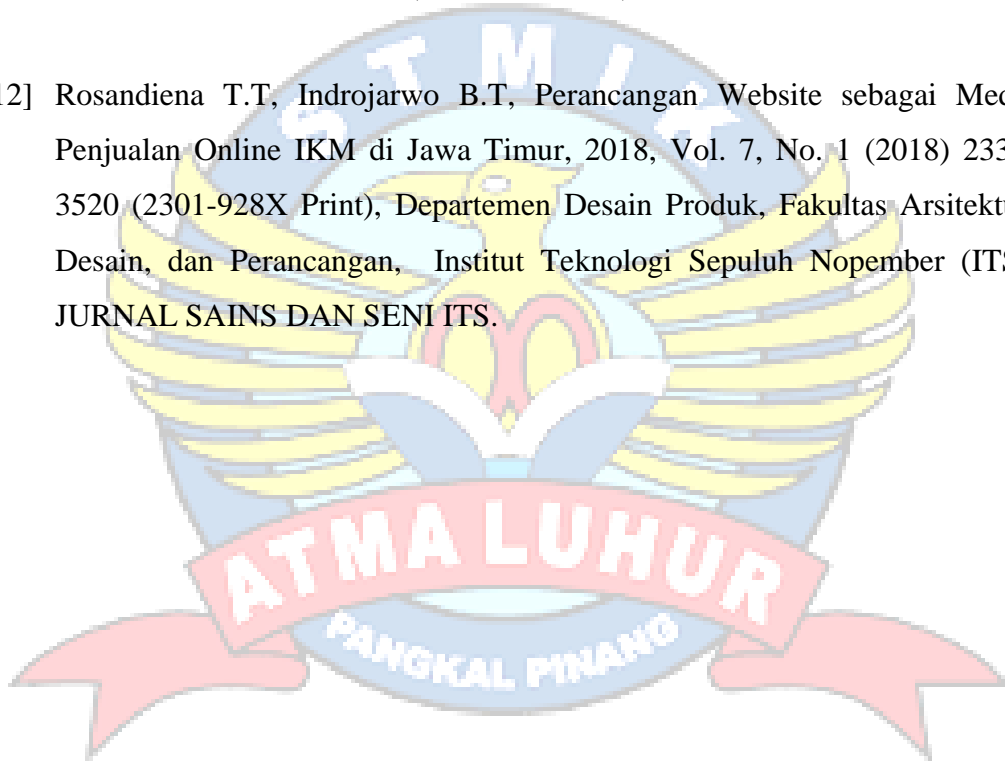 12] Rosandiena T.T, Indrojarwo B.T, Perancangan Website sebagai Med
Penjualan Online IKM di Jawa Timur, 2018, Vol. 7, No. 1 (2018) 233
3520 (2301-928X Print), Departemen Desain Produk, Fakultas Arsitektu
Desain, dan Perancangan, Institut Teknologi Sepuluh Nopember (ITS
JURNAL SAINS DAN SENI ITS.
STMIK
ATMA LUHUR
PANGKAL PINANG